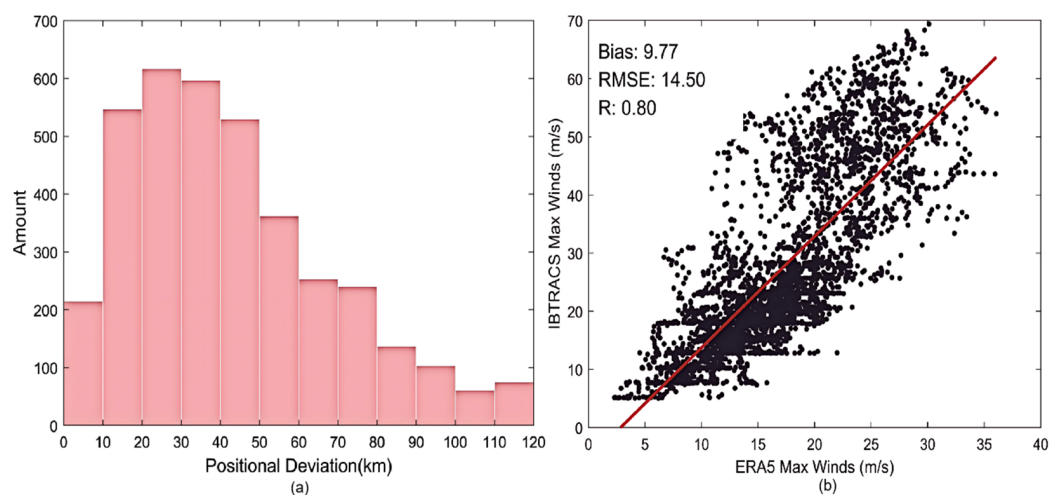 700
600
500
400
300
200
100
0
Amount
0 10 20 30 40 50 60 70 80 90 100 110 120
Positional Deviation(km)
(a)
70
60
50
40
30
20
10
0
IBTRACS Max Winds (m/s)
Bias: 9.77
RMSE: 14.50
R: 0.80
0 5 10 15 20 25 30 35 40
ERA5 Max Winds (m/s)
(b)